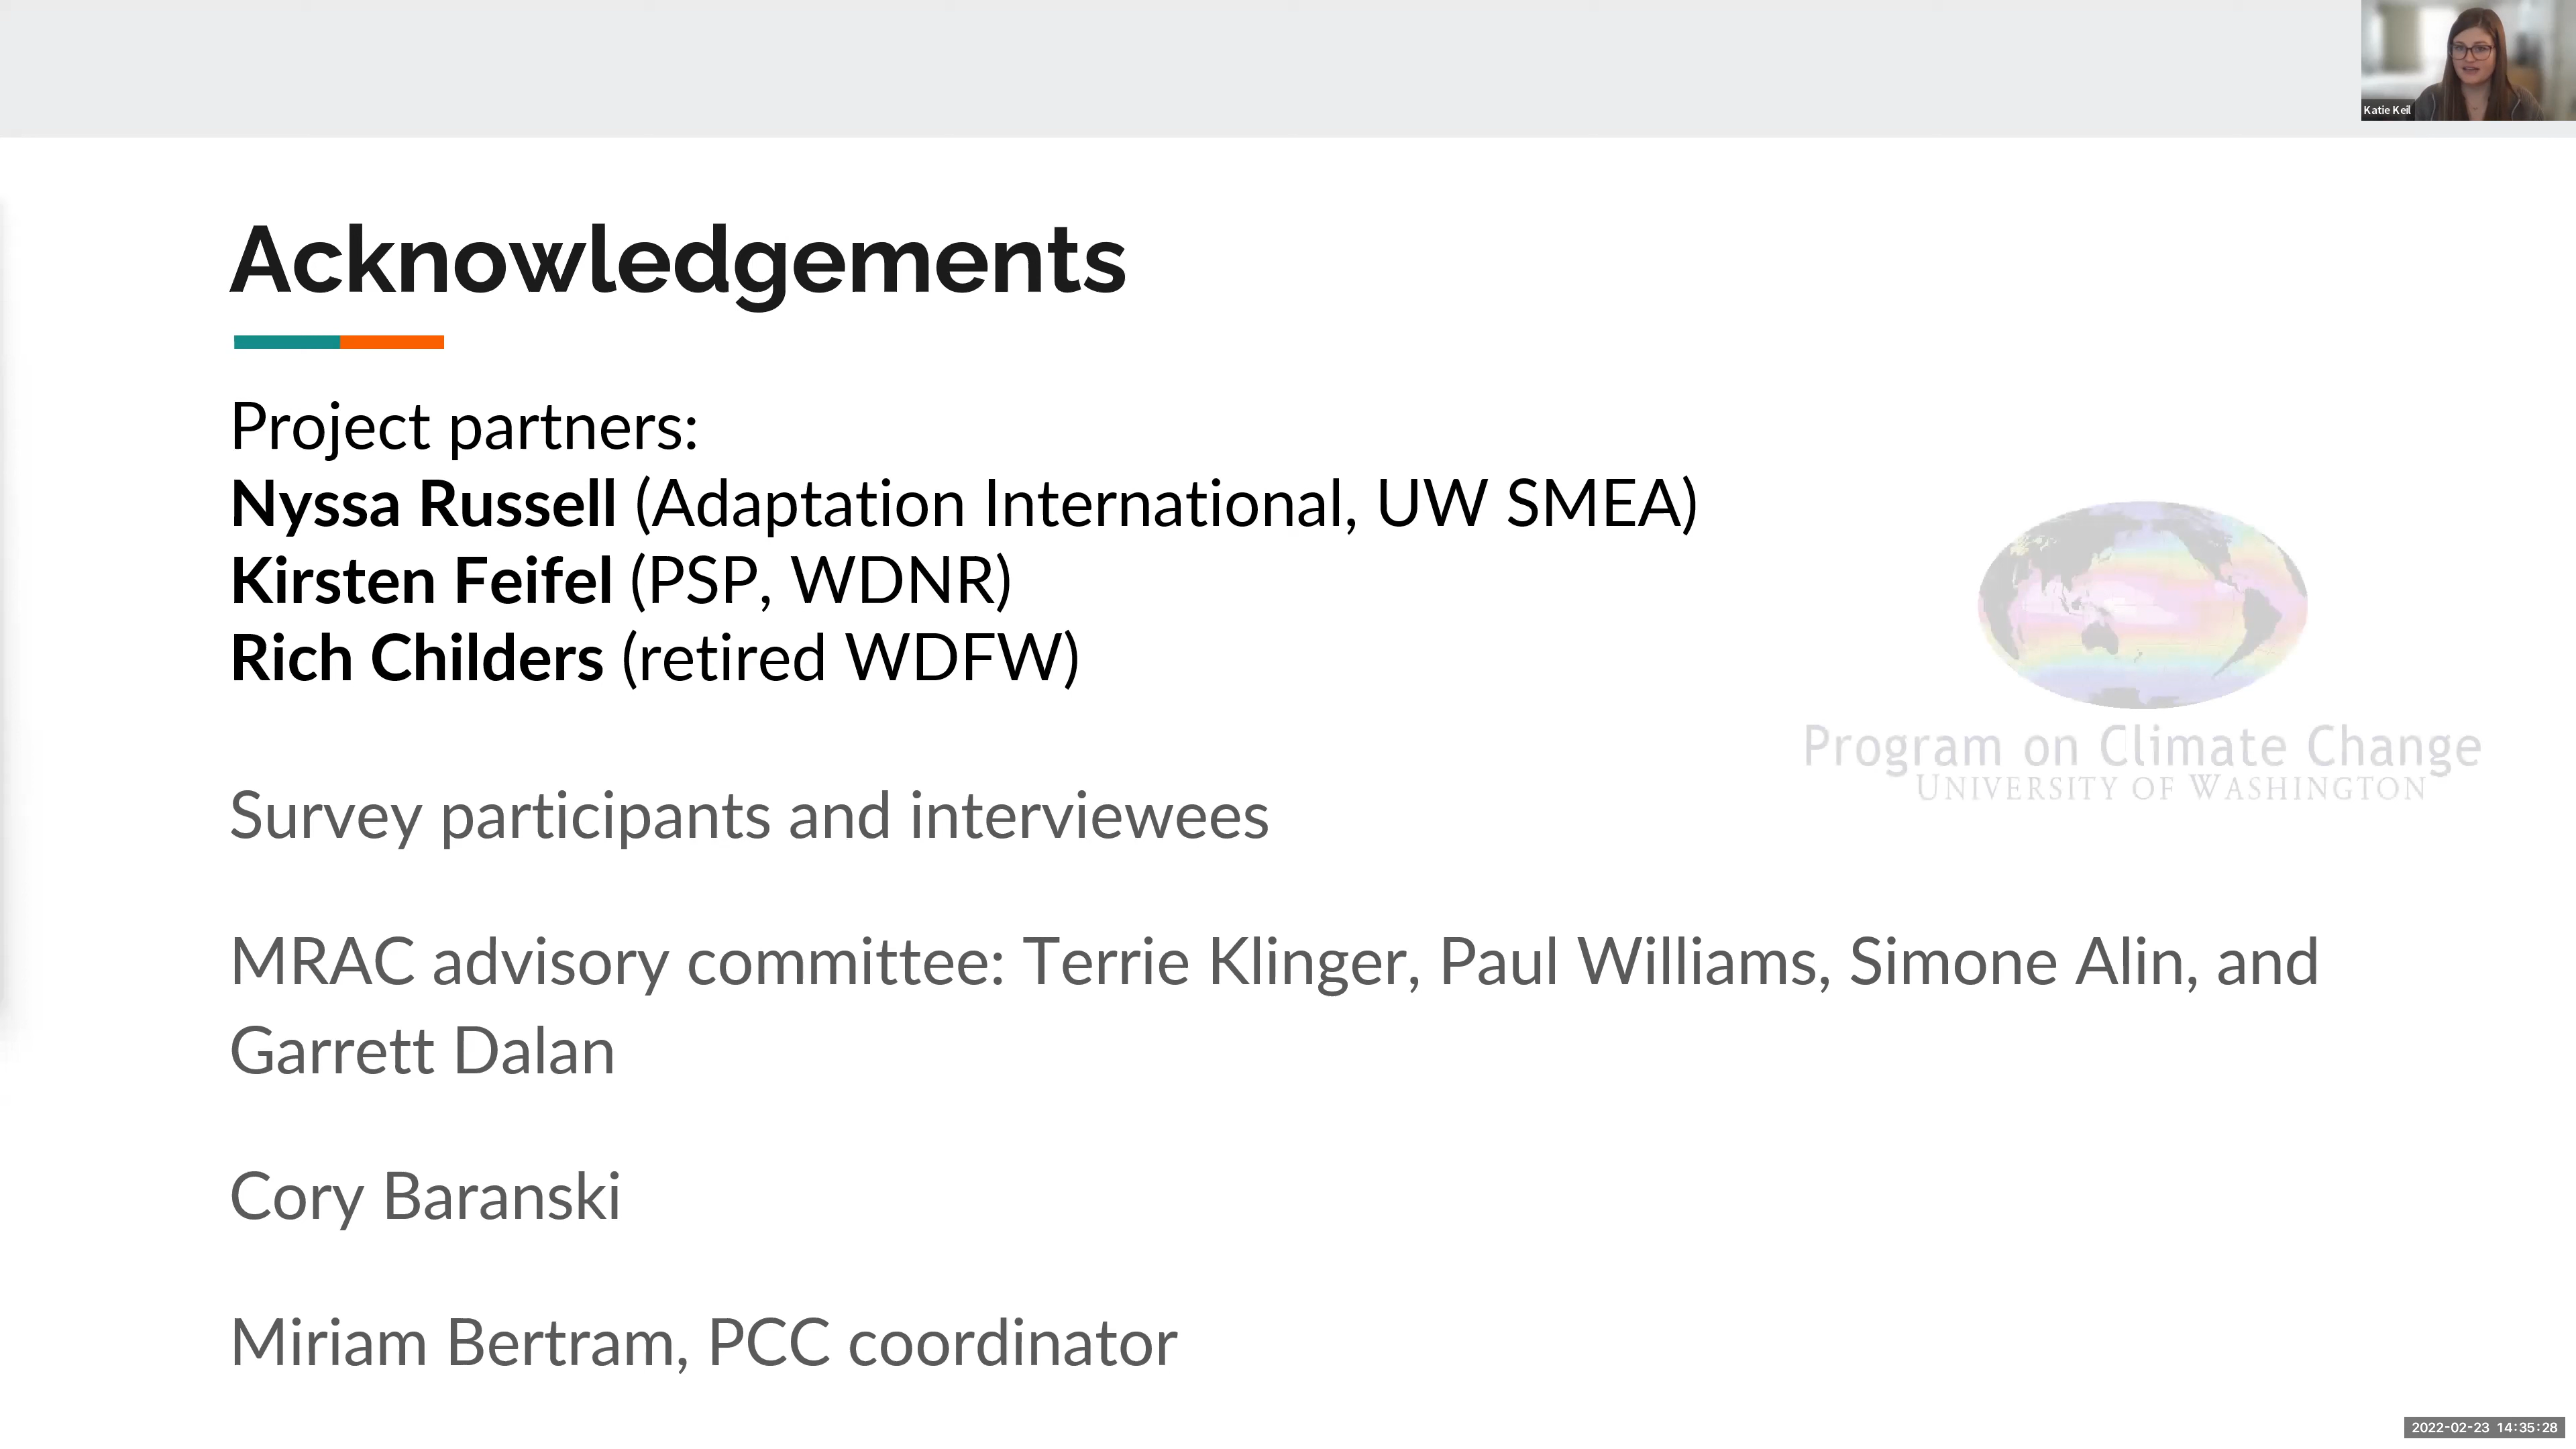 Katie Keil
Acknowledgements
Project partners:
Nyssa Russell (Adaptation International, UW SMEA)
Kirsten Feifel (PSP, WDNR)
Rich Childers (retired WDFW)
Program on Climate Change
UNIVERSITY OF WASHINGTON
Survey participants and interviewees
MRAC advisory committee: Terrie Klinger, Paul Williams, Simone Alin, and
Garrett Dalan
Cory Baranski
Miriam Bertram, PCC coordinator
2022-02-23 14:35:28